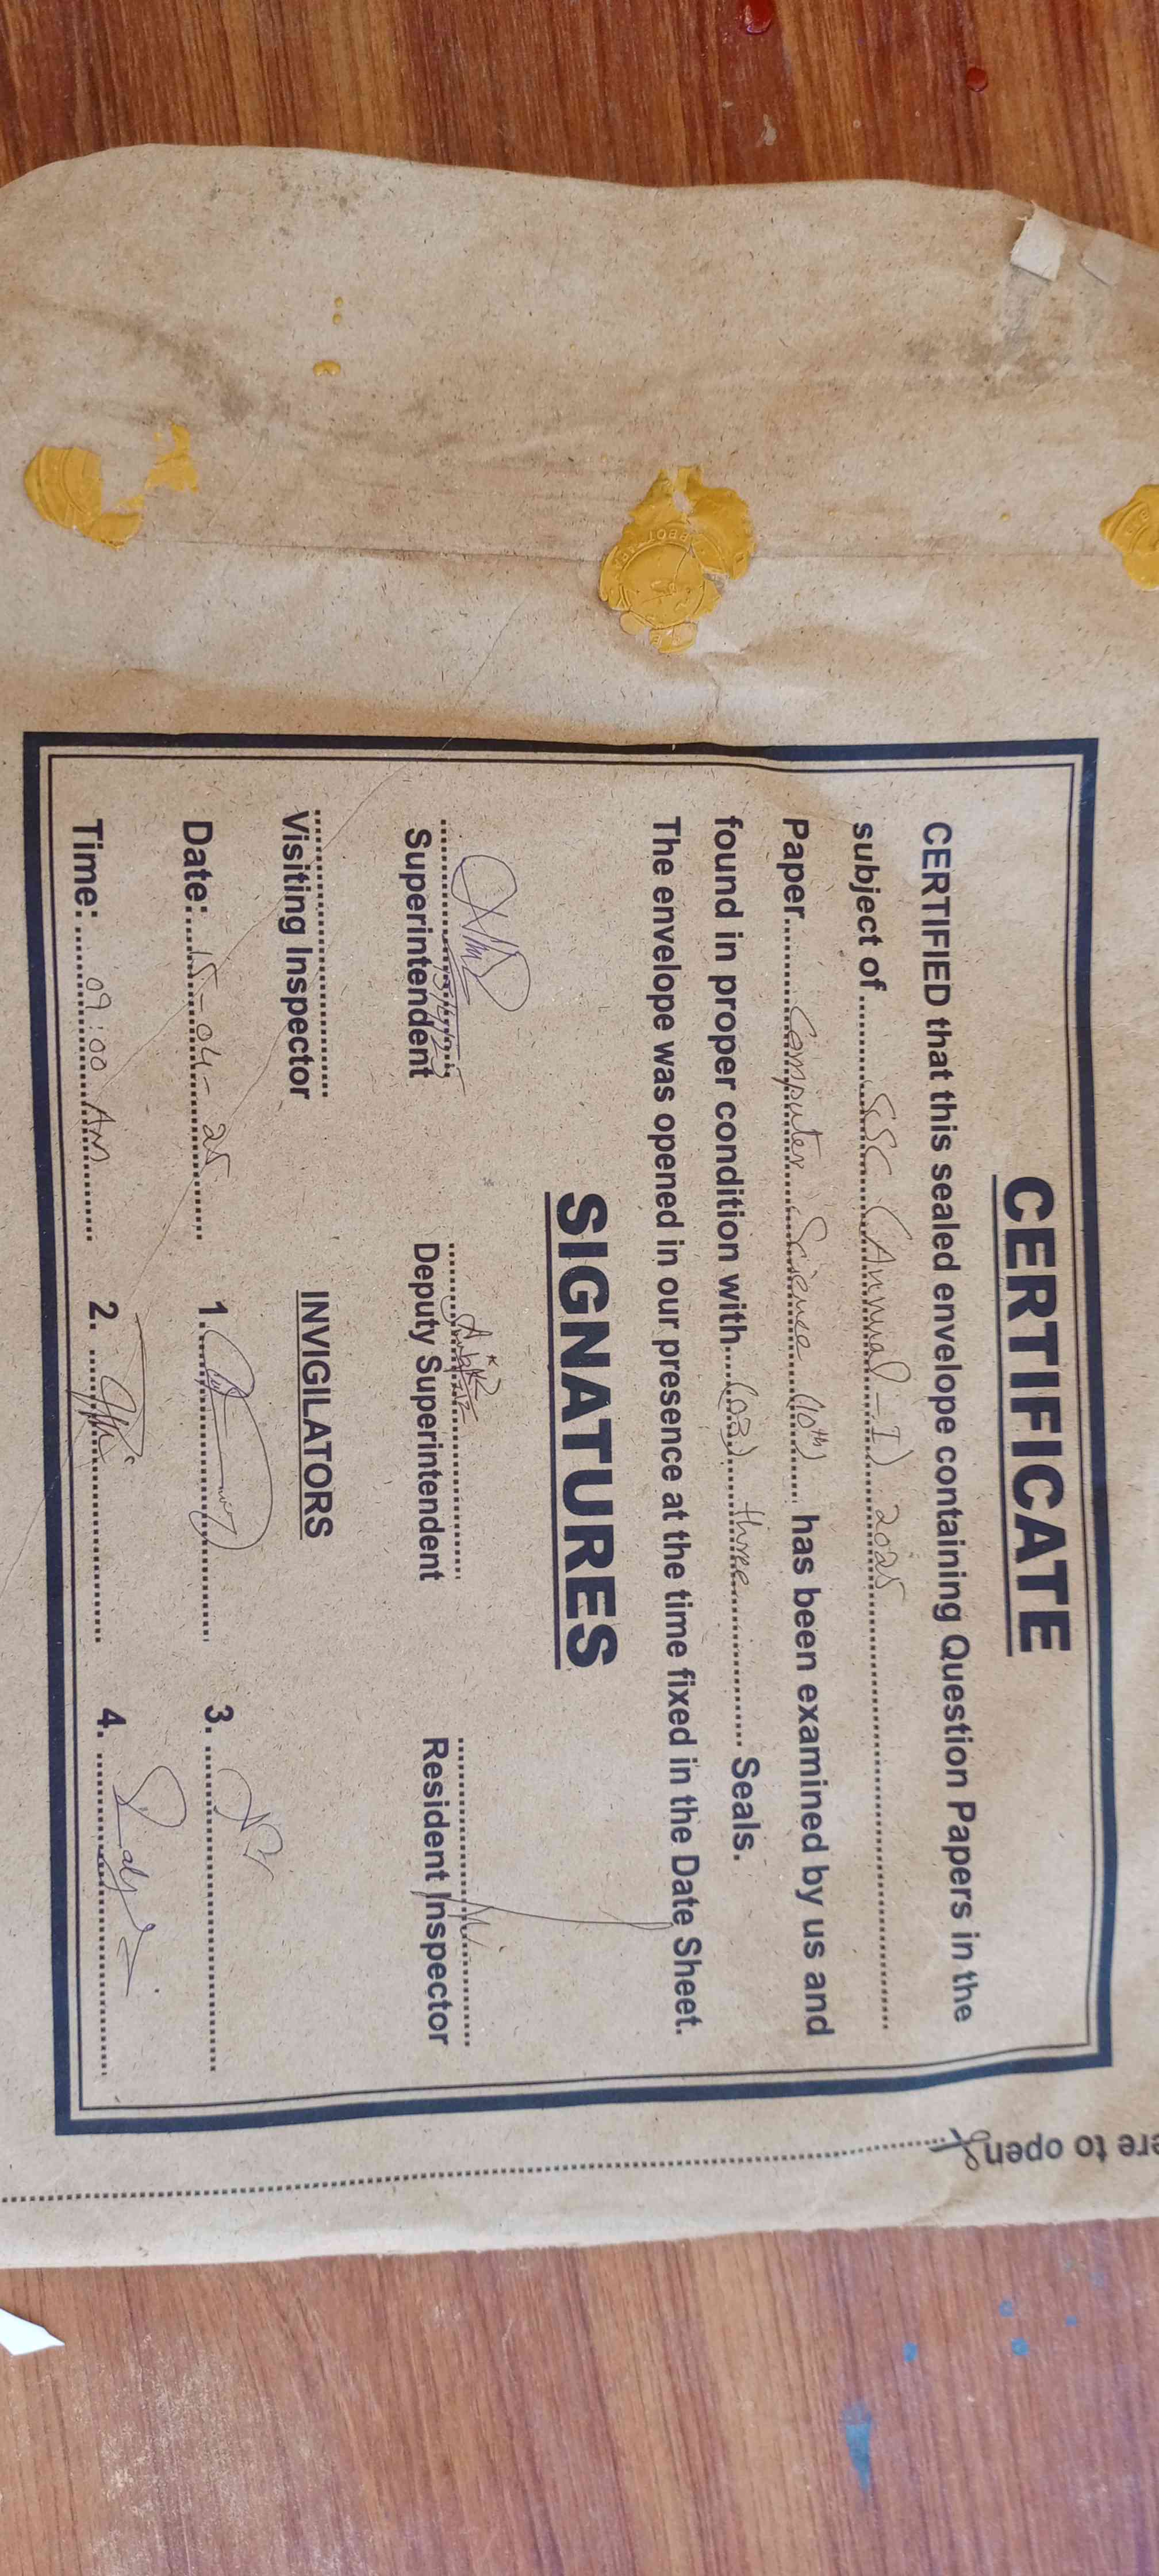 CERTIFICATE
CERTIFIED that this sealed envelope containing Question Papers in the
subject of SSC (Annual-I) 2025
Paper Computer Science (10th) has been examined by us and
found in proper condition with (03) three Seals.
The envelope was opened in our presence at the time fixed in the Date Sheet.
SIGNATURES
Superintendent Deputy Superintendent Resident Inspector
Visiting Inspector INVIGILATORS
Date: 15-04-25 1. 3.
Time: 09:00 AM 2. 4.
ere to open